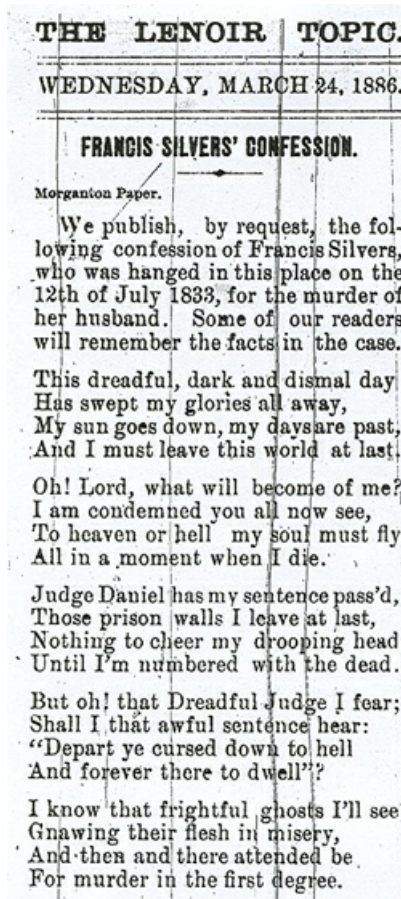 THE LENOIR TOPIC.
WEDNESDAY, MARCH 24, 1886.
FRANCIS SILVERS' CONFESSION.
Morganton Paper.
We publish, by request, the fol-
lowing confession of Francis Silvers,
who was hanged in this place on the
12th of July 1833, for the murder of
her husband. Some of our readers
will remember the facts in the case.
This dreadful, dark and dismal day
Has swept my glories all away,
My sun goes down, my days are past,
And I must leave this world at last.
Oh! Lord, what will become of me?
I am condemned you all now see,
To heaven or hell my soul must fly
All in a moment when I die.
Judge Daniel has my sentence pass'd,
Those prison walls I leave at last,
Nothing to cheer my drooping head
Until I'm numbered with the dead.
But oh! that Dreadful Judge I fear;
Shall I that awful sentence hear:
“Depart ye cursed down to hell
And forever there to dwell”?
I know that frightful ghosts I'll see
Gnawing their flesh in misery,
And then and there attended be
For murder in the first degree.